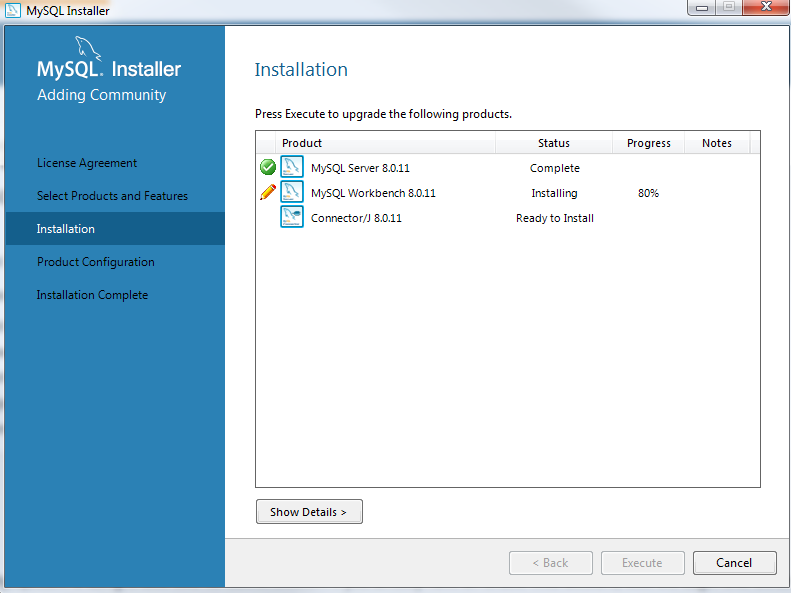 MySQL Installer
MySQL. Installer
Adding Community
License Agreement
Select Products and Features
Installation
Product Configuration
Installation Complete
Installation
Press Execute to upgrade the following products.
Product Status Progress Notes
MySQL Server 8.0.11 Complete
MySQL Workbench 8.0.11 Installing 80%
Connector/J 8.0.11 Ready to Install
Show Details >
< Back Execute Cancel